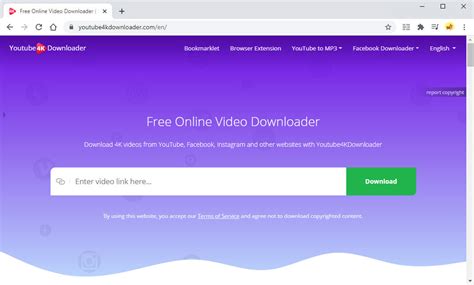 Free Online Video Downloader |
youtube4kdownloader.com/en/
Youtube 4K Downloader
Bookmarklet
Browser Extension
YouTube to MP3
Facebook Downloader
English
report copyright
Free Online Video Downloader
Download 4K videos from YouTube, Facebook, Instagram and other websites with Youtube4KDownloader
Enter video link here...
Download
By using this website, you accept our Terms of Service and agree not to download copyrighted content.